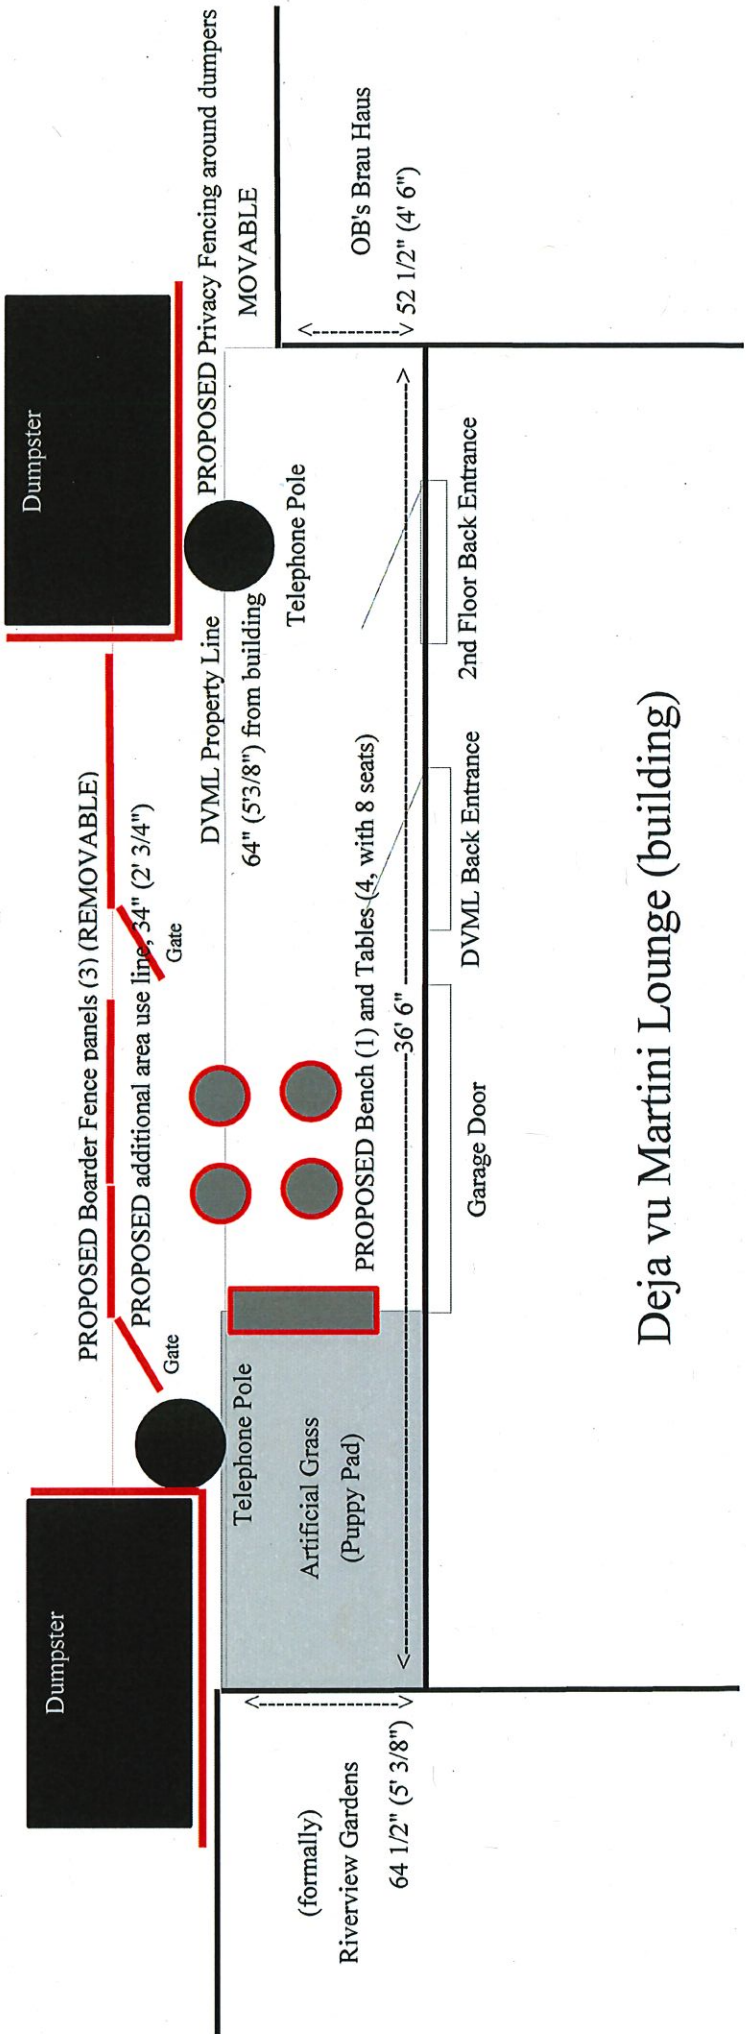 Dumpster
Dumpster
PROPOSED Boarder Fence panels (3) (REMOVABLE)
PROPOSED additional area use line, 34" (2' 3/4")
Gate
Gate
PROPOSED Privacy Fencing around dumpers
MOVABLE
DVML Property Line
64" (5'3/8") from building
Telephone Pole
Telephone Pole
Artificial Grass
(Puppy Pad)
PROPOSED Bench (1) and Tables (4, with 8 seats)
36' 6"
(formally)
Riverview Gardens
64 1/2" (5' 3/8")
OB's Brau Haus
52 1/2" (4' 6")
Garage Door
DVML Back Entrance
2nd Floor Back Entrance
Deja vu Martini Lounge (building)